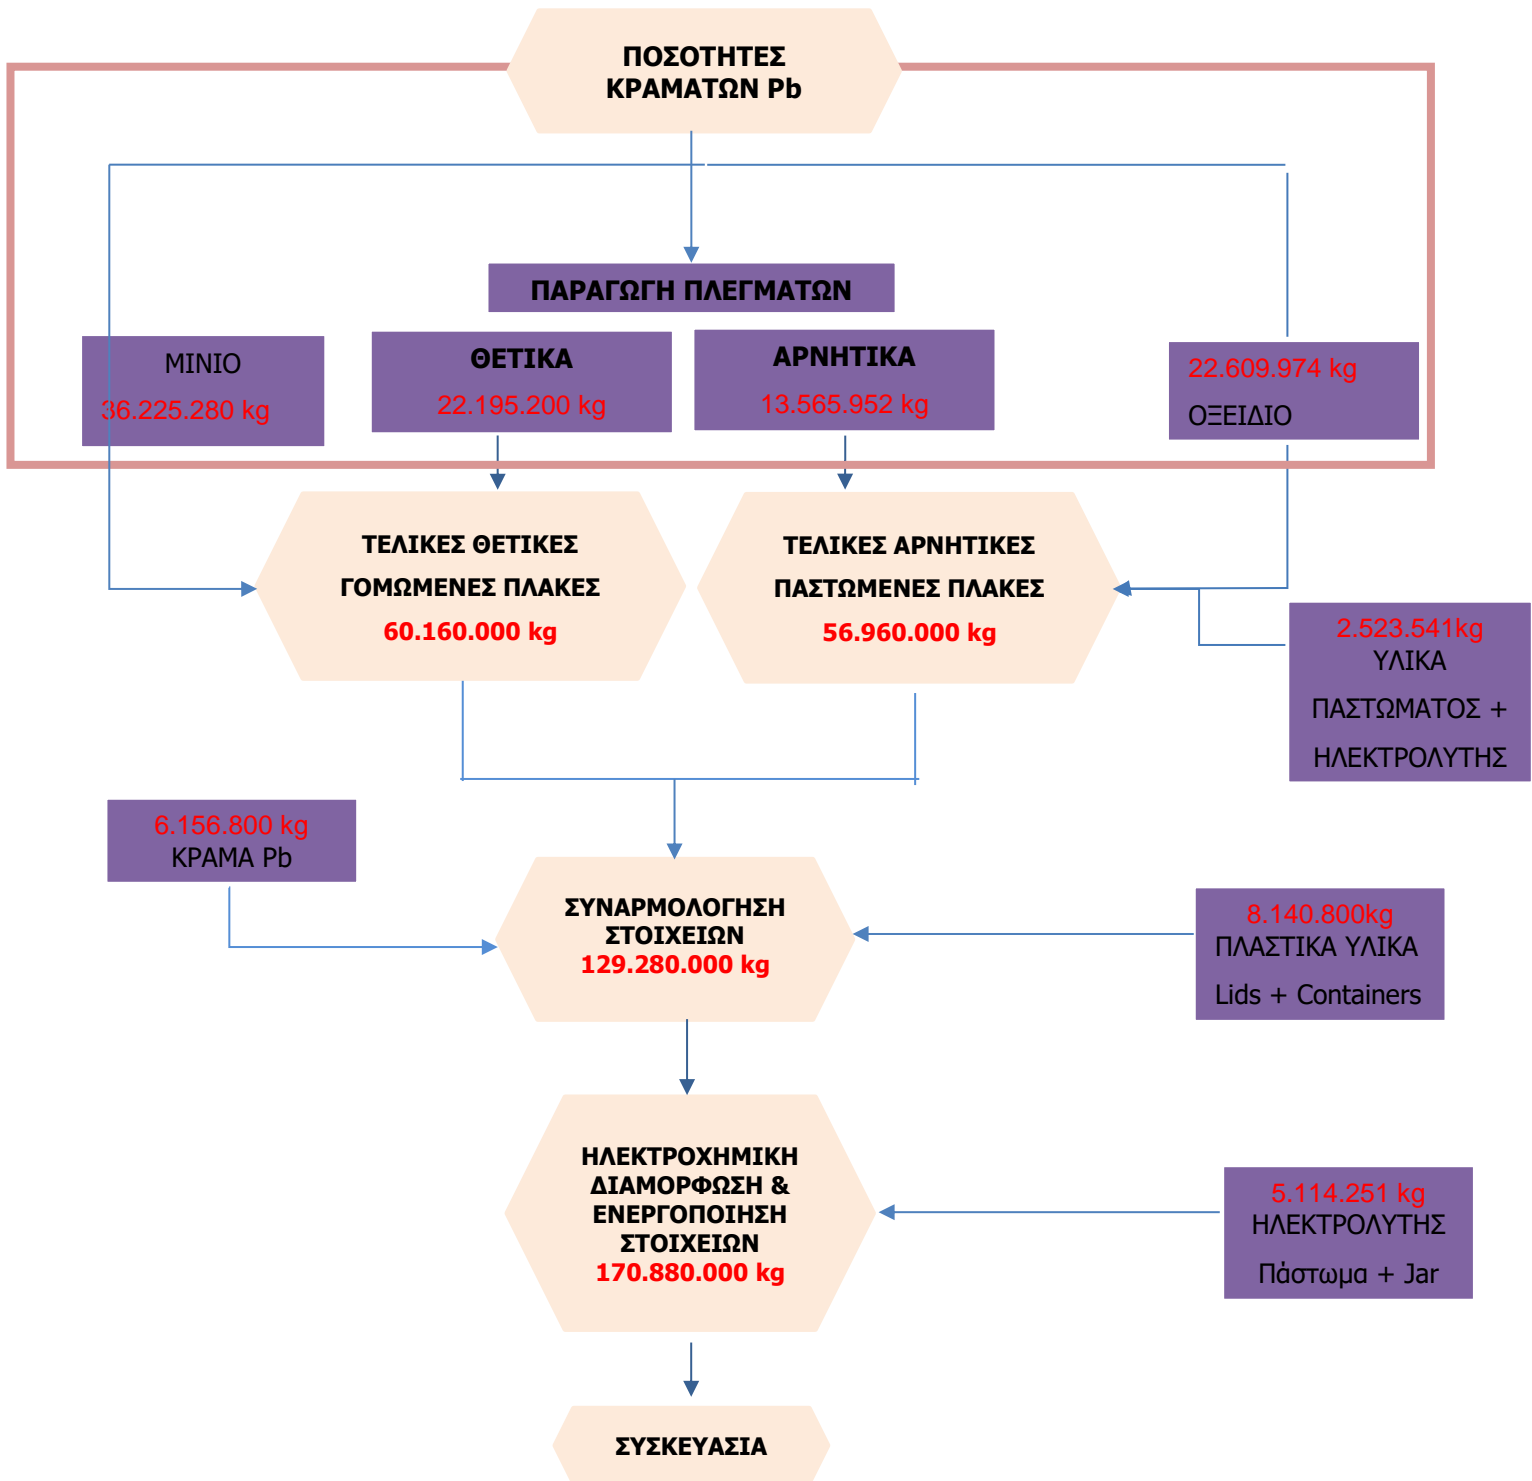 ΠΟΣΟΤΗΤΕΣ
ΚΡΑΜΑΤΩΝ Pb
ΠΑΡΑΓΩΓΗ ΠΛΕΓΜΑΤΩΝ
ΜΙΝΙΟ
36.225.280 kg
ΘΕΤΙΚΑ
22.195.200 kg
ΑΡΝΗΤΙΚΑ
13.565.952 kg
22.609.974 kg
ΟΞΕΙΔΙΟ
ΤΕΛΙΚΕΣ ΘΕΤΙΚΕΣ
ΓΟΜΩΜΕΝΕΣ ΠΛΑΚΕΣ
60.160.000 kg
ΤΕΛΙΚΕΣ ΑΡΝΗΤΙΚΕΣ
ΠΑΣΤΩΜΕΝΕΣ ΠΛΑΚΕΣ
56.960.000 kg
2.523.541kg
ΥΛΙΚΑ
ΠΑΣΤΩΜΑΤΟΣ +
ΗΛΕΚΤΡΟΛΥΤΗΣ
6.156.800 kg
ΚΡΑΜΑ Pb
ΣΥΝΑΡΜΟΛΟΓΗΣΗ
ΣΤΟΙΧΕΙΩΝ
129.280.000 kg
8.140.800kg
ΠΛΑΣΤΙΚΑ ΥΛΙΚΑ
Lids + Containers
ΗΛΕΚΤΡΟΧΗΜΙΚΗ
ΔΙΑΜΟΡΦΩΣΗ &
ΕΝΕΡΓΟΠΟΙΗΣΗ
ΣΤΟΙΧΕΙΩΝ
170.880.000 kg
5.114.251 kg
ΗΛΕΚΤΡΟΛΥΤΗΣ
Πάστωμα + Jar
ΣΥΣΚΕΥΑΣΙΑ